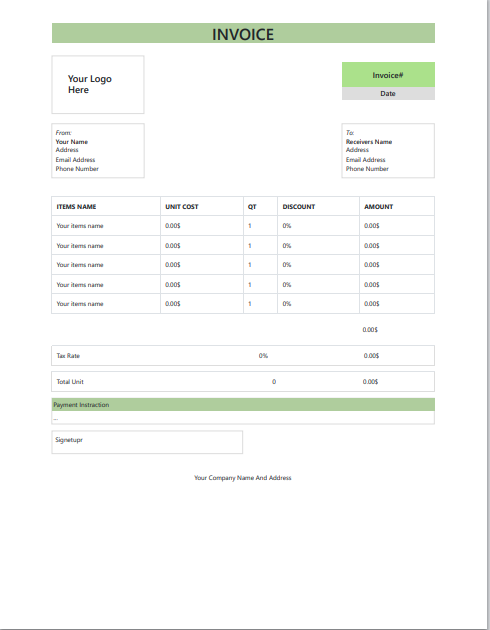 INVOICE
Your Logo
Here
Invoice#
Date
From:
Your Name
Address
Email Address
Phone Number
To:
Receivers Name
Address
Email Address
Phone Number
ITEMS NAME UNIT COST QT DISCOUNT AMOUNT
Your items name 0.00$ 1 0% 0.00$
Your items name 0.00$ 1 0% 0.00$
Your items name 0.00$ 1 0% 0.00$
Your items name 0.00$ 1 0% 0.00$
Your items name 0.00$ 1 0% 0.00$
0.00$
Tax Rate 0% 0.00$
Total Unit 0 0.00$
Payment Instraction
...
Signetupr
Your Company Name And Address